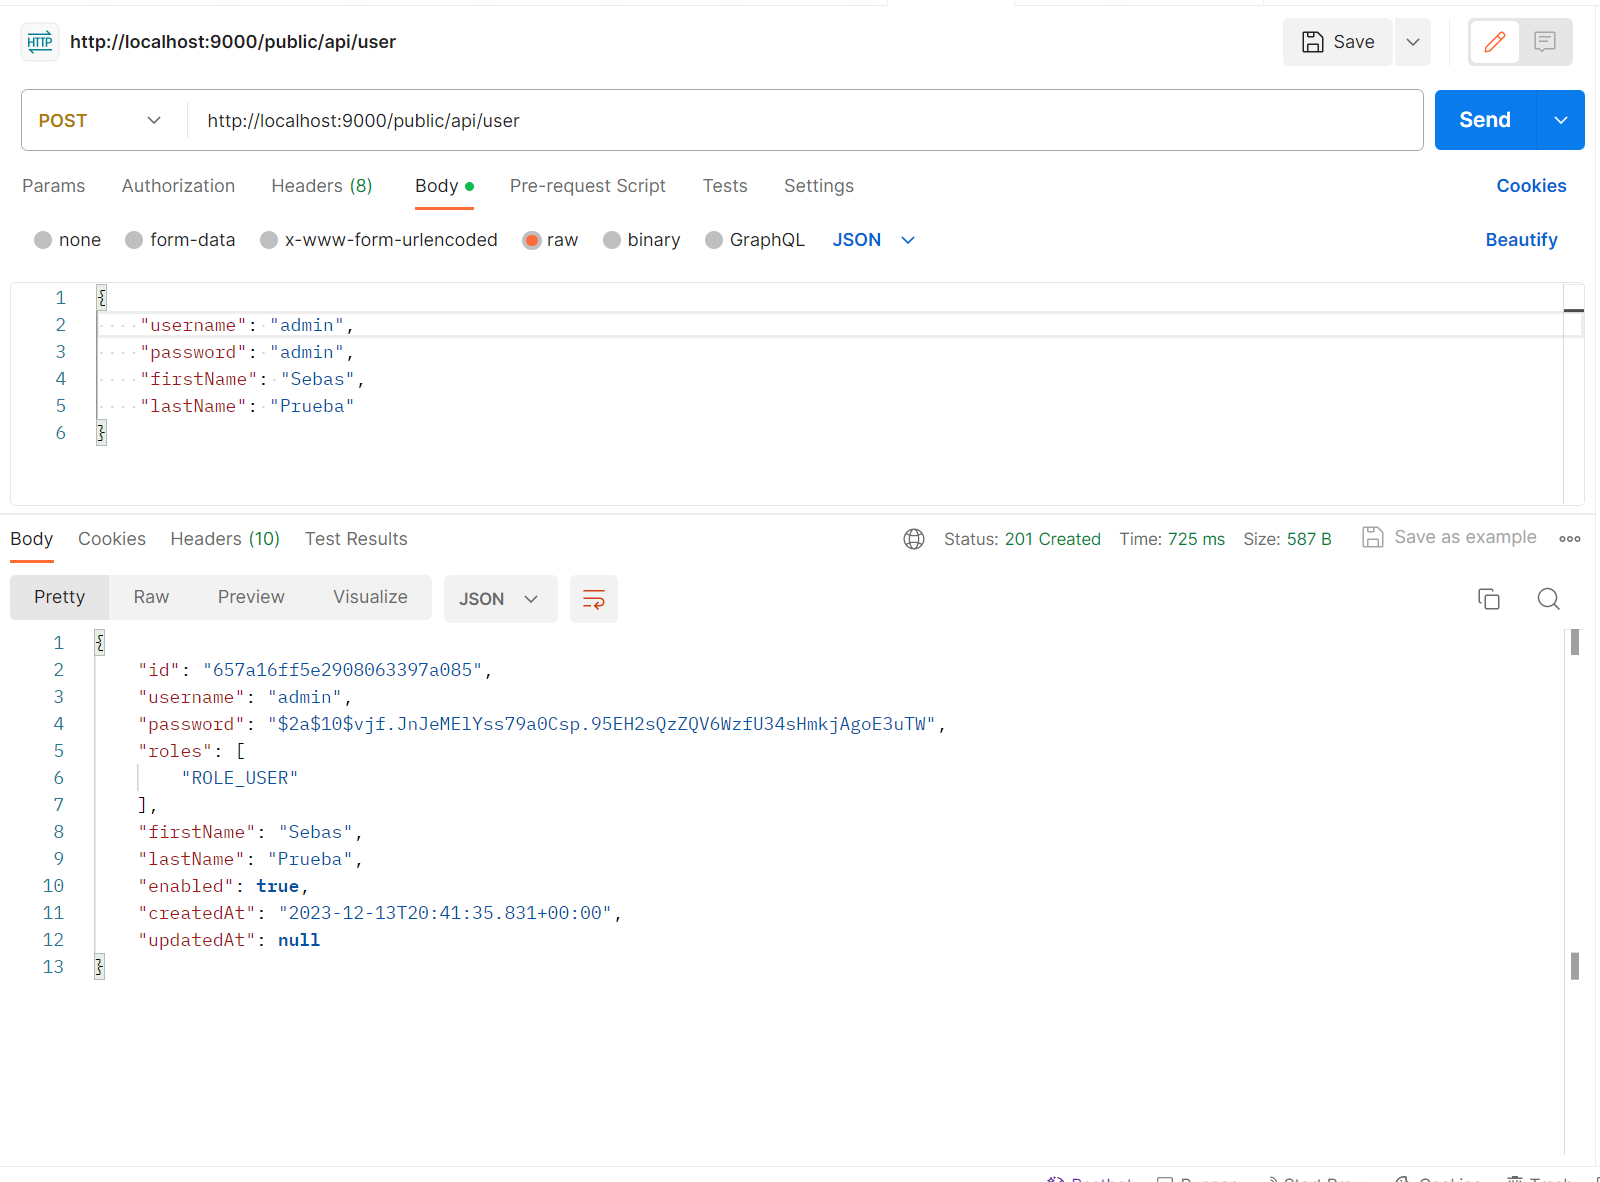 HTTP http://localhost:9000/public/api/user Save
POST http://localhost:9000/public/api/user Send
Params Authorization Headers (8) Body Pre-request Script Tests Settings Cookies
none form-data x-www-form-urlencoded raw binary GraphQL JSON Beautify
1 {
2 "username": "admin",
3 "password": "admin",
4 "firstName": "Sebas",
5 "lastName": "Prueba"
6 }
Body Cookies Headers (10) Test Results Status: 201 Created Time: 725 ms Size: 587 B Save as example
Pretty Raw Preview Visualize JSON
1 {
2 "id": "657a16ff5e2908063397a085",
3 "username": "admin",
4 "password": "$2a$10$vjf.JnJeMElYss79a0Csp.95EH2sQzZQV6WzfU34sHmkjAgoE3uTW",
5 "roles": [
6 "ROLE_USER"
7 ],
8 "firstName": "Sebas",
9 "lastName": "Prueba",
10 "enabled": true,
11 "createdAt": "2023-12-13T20:41:35.831+00:00",
12 "updatedAt": null
13 }